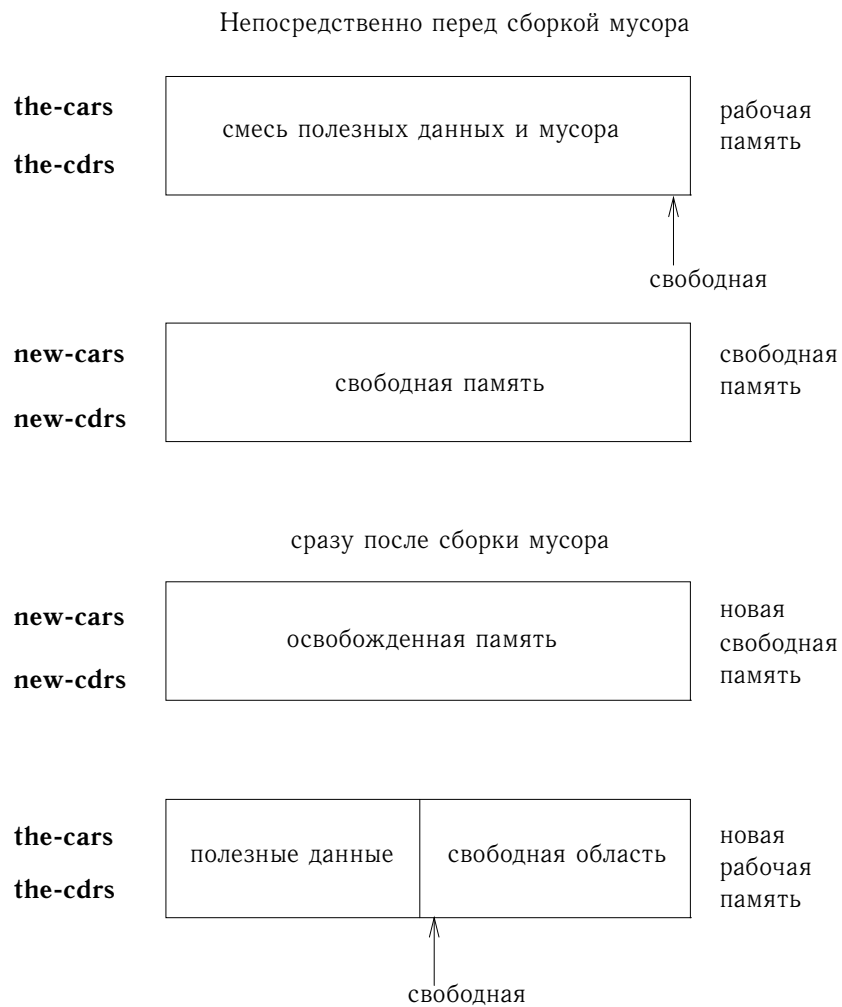 Непосредственно перед сборкой мусора
the-cars
the-cdrs
смесь полезных данных и мусора
рабочая
память
свободная
new-cars
new-cdrs
свободная память
свободная
память
сразу после сборки мусора
new-cars
new-cdrs
освобожденная память
новая
свободная
память
the-cars
the-cdrs
полезные данные
свободная область
новая
рабочая
память
свободная